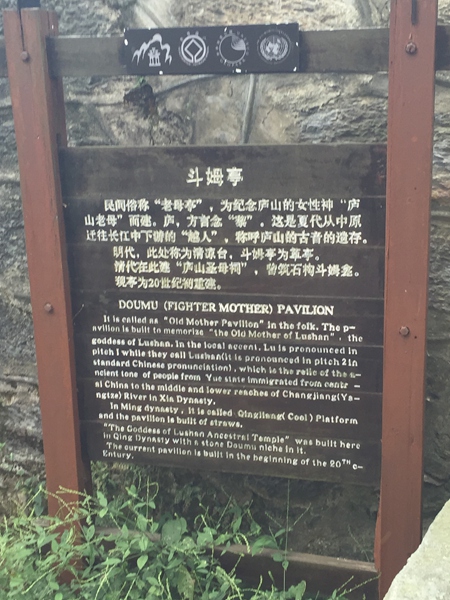 斗姆亭
民间俗称“老母亭”，为纪念庐山的女性神“庐
山老母”而建。庐，方言念“黎”。这是夏代从中原
迁往长江中下游的“越人”，称呼庐山的古音的遗存。
明代，此处称为清凉台，斗姆亭为草亭。
清代在此建“庐山圣母祠”，物筑石构斗姆龛。
现亭为20世纪初重建。
DOUMU (FIGHTER MOTHER) PAVILION
It is called as "Old Mother Pavilion" in the folk. The p-
avilion is built to memorize "the Old Mother of Lushan", the
goddess of Lushan. In the local accent, Lu is pronounced in
pitch 1 while they call Lushan(it is pronounced in pitch 2 in
standard Chinese pronunciation), which is the relic of the a-
ncient tone of people from Yue state immigrated from centr-
al China to the middle and lower reaches of Changjiang(Ya-
ngtze) River in Xia Dynasty.
In Ming dynasty, it is called Qingliang(Cool) Platform
and the pavilion is built of straws.
"The Goddess of Lushan Ancestral Temple" was built here
in Qing Dynasty with a stone Doumu niche in it.
The current pavilion is built in the beginning of the 20TH c-
Entury.